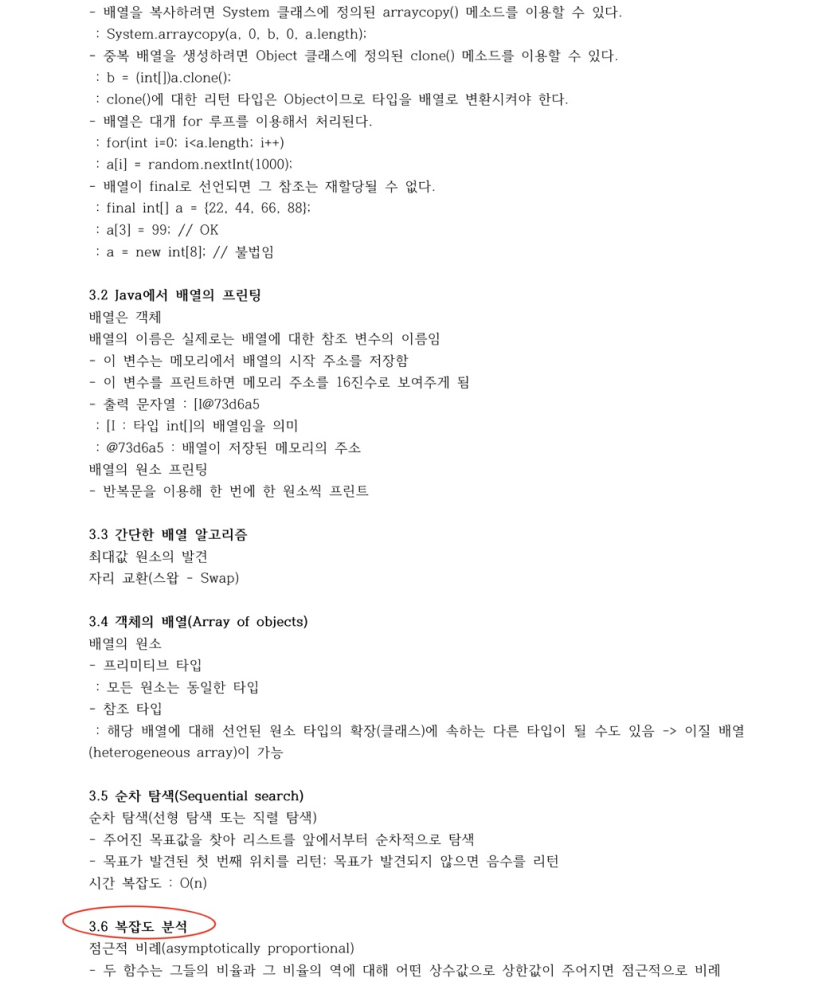 - 배열을 복사하려면 System 클래스에 정의된 arraycopy() 메소드를 이용할 수 있다.
: System.arraycopy(a, 0, b, 0, a.length);
- 중복 배열을 생성하려면 Object 클래스에 정의된 clone() 메소드를 이용할 수 있다.
: b = (int[])a.clone();
: clone()에 대한 리턴 타입은 Object이므로 타입을 배열로 변환시켜야 한다.
- 배열은 대개 for 루프를 이용해서 처리된다.
: for(int i=0; i<a.length; i++)
: a[i] = random.nextInt(1000);
- 배열이 final로 선언되면 그 참조는 재할당될 수 없다.
: final int[] a = {22, 44, 66, 88};
: a[3] = 99; // OK
: a = new int[8]; // 불법임
3.2 Java에서 배열의 프린팅
배열은 객체
배열의 이름은 실제로는 배열에 대한 참조 변수의 이름임
- 이 변수는 메모리에서 배열의 시작 주소를 저장함
- 이 변수를 프린트하면 메모리 주소를 16진수로 보여주게 됨
- 출력 문자열 : [I@73d6a5
: [I : 타입 int[]의 배열임을 의미
: @73d6a5 : 배열이 저장된 메모리의 주소
배열의 원소 프린팅
- 반복문을 이용해 한 번에 한 원소씩 프린트
3.3 간단한 배열 알고리즘
최대값 원소의 발견
자리 교환(스왑 - Swap)
3.4 객체의 배열(Array of objects)
배열의 원소
- 프리미티브 타입
: 모든 원소는 동일한 타입
- 참조 타입
: 해당 배열에 대해 선언된 원소 타입의 확장(클래스)에 속하는 다른 타입이 될 수도 있음 -> 이질 배열
(heterogeneous array)이 가능
3.5 순차 탐색(Sequential search)
순차 탐색(선형 탐색 또는 직렬 탐색)
- 주어진 목표값을 찾아 리스트를 앞에서부터 순차적으로 탐색
- 목표가 발견된 첫 번째 위치를 리턴; 목표가 발견되지 않으면 음수를 리턴
시간 복잡도 : O(n)
3.6 복잡도 분석
점근적 비례(asymptotically proportional)
- 두 함수는 그들의 비율과 그 비율의 역에 대해 어떤 상수값으로 상한값이 주어지면 점근적으로 비례